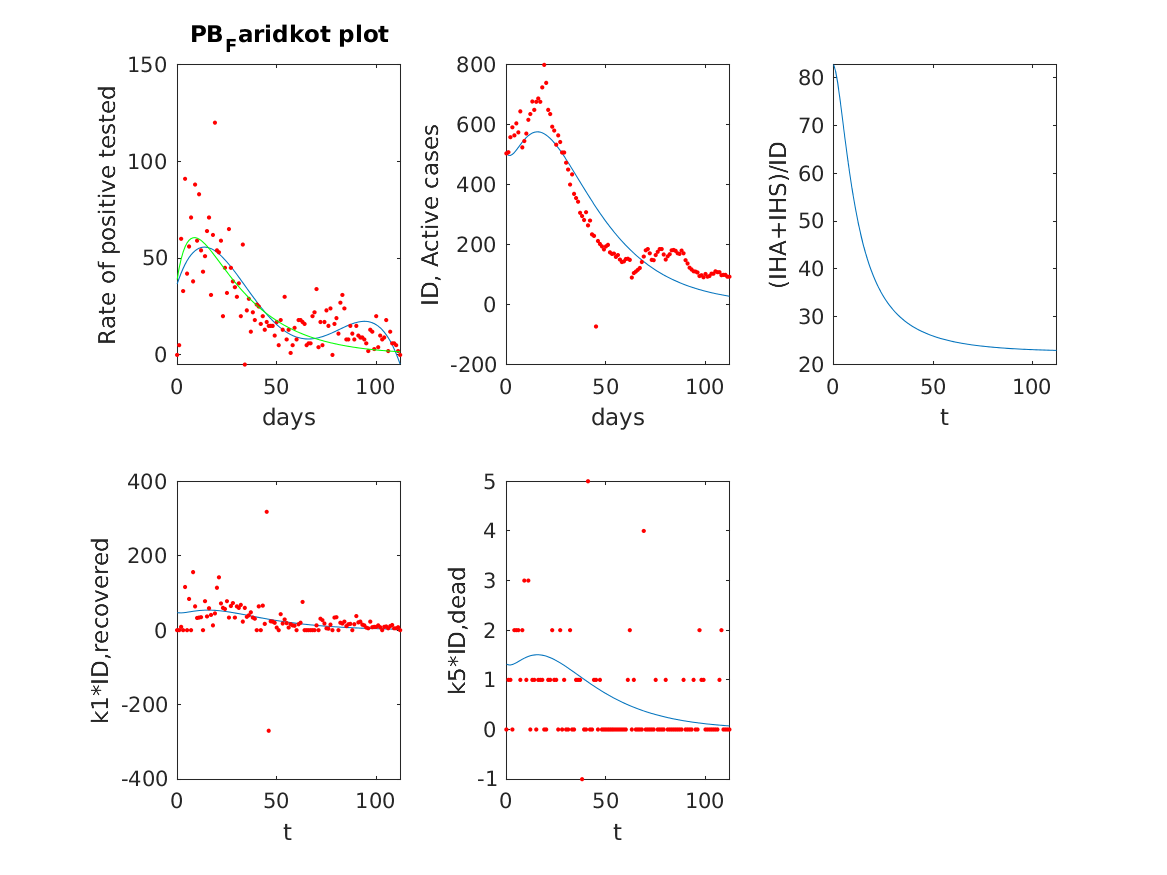 PB_Faridkot plot
150
100
50
0
Rate of positive tested
0 50 100
days
800
600
400
200
0
-200
ID, Active cases
0 50 100
days
80
70
60
50
40
30
20
(IHA+IHS)/ID
0 50 100
t
400
200
0
-200
-400
k1*ID,recovered
0 50 100
t
5
4
3
2
1
0
-1
k5*ID,dead
0 50 100
t